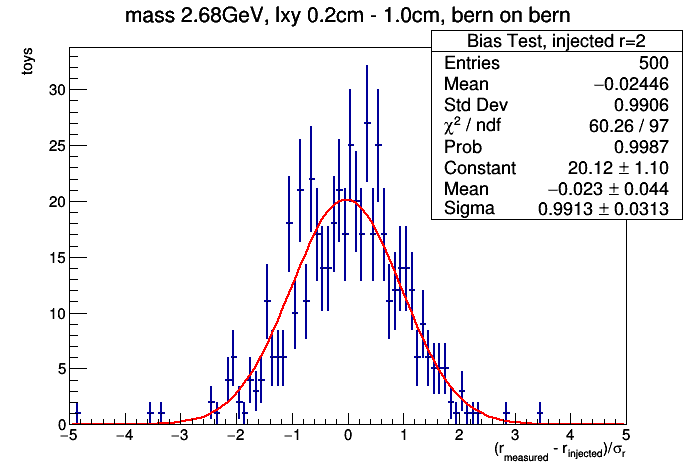 mass 2.68GeV, lxy 0.2cm - 1.0cm, bern on bern
toys
Bias Test, injected r=2
Entries 500
Mean −0.02446
Std Dev 0.9906
χ² / ndf 60.26 / 97
Prob 0.9987
Constant 20.12 ± 1.10
Mean −0.023 ± 0.044
Sigma 0.9913 ± 0.0313
30
25
20
15
10
5
0
−5 −4 −3 −2 −1 0 1 2 3 4 5
(r_measured - r_injected)/σ_r